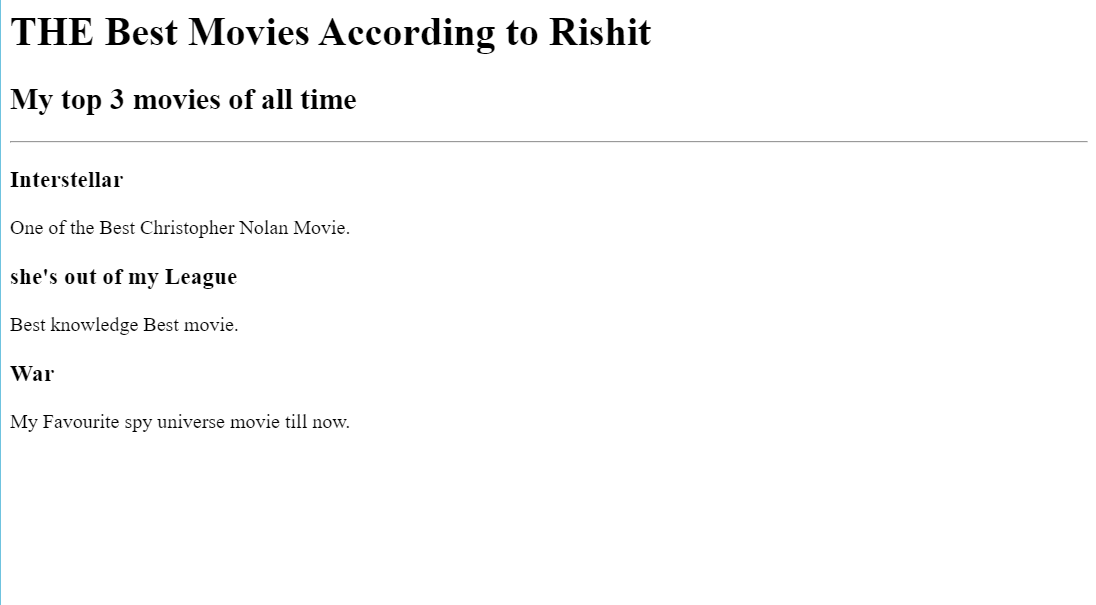 THE Best Movies According to Rishit
My top 3 movies of all time
Interstellar
One of the Best Christopher Nolan Movie.
she's out of my League
Best knowledge Best movie.
War
My Favourite spy universe movie till now.